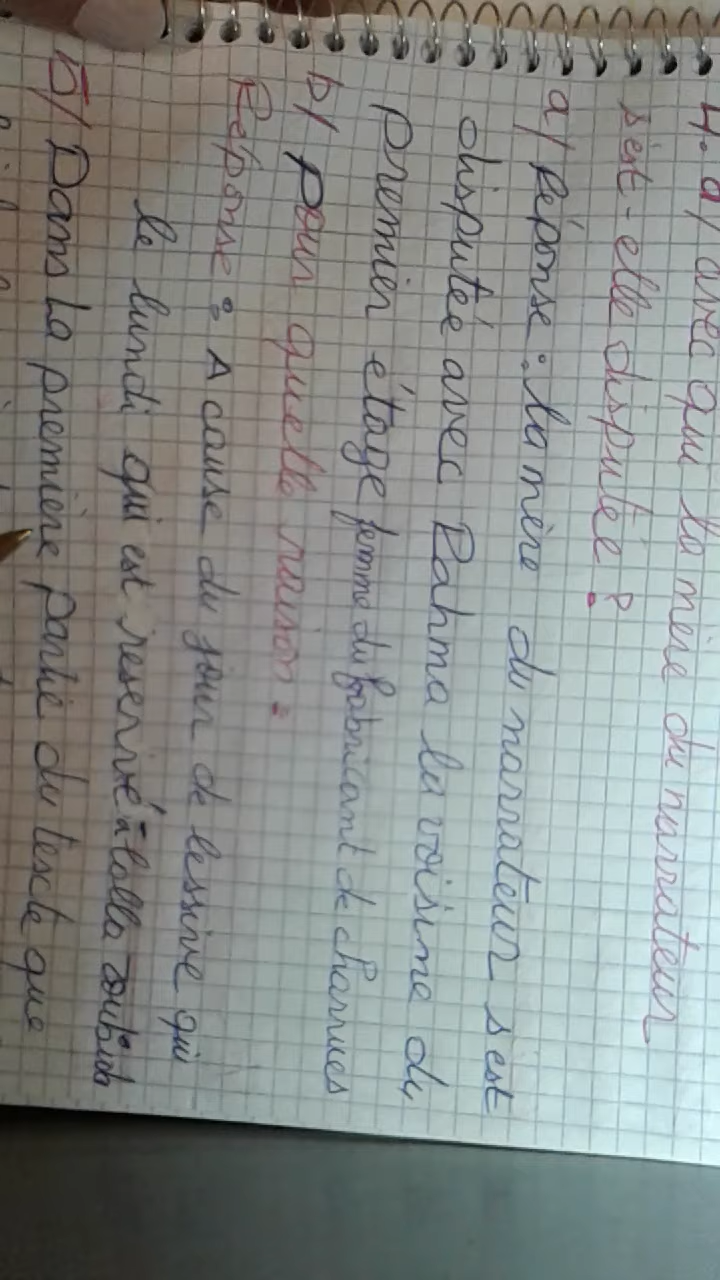 4. a/ avec qui la mère du narrateur
s'est-elle disputée ?
a/ Réponse : la mère du narrateur s'est
disputée avec Rahma la voisine du
premier étage femme du fabricant de charrues
b/ pour quelle raison :
Réponse : A cause du jour de lessive qui
le lundi qui est reservé à lalla zoubida
5/ Dans la première partie du texte que